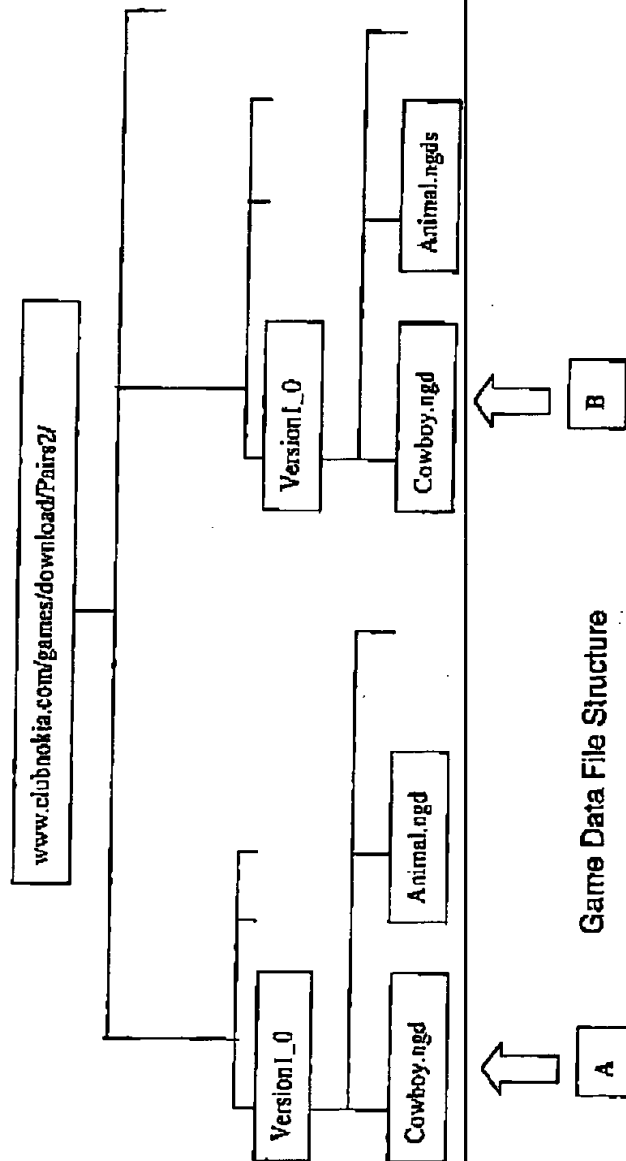 www.clubnokia.com/games/download/Pairs2/
Version1_0
Version1_0
Cowboy.ngd
Animal.ngd
Cowboy.ngd
Animal.ngds
Game Data File Structure
A
B